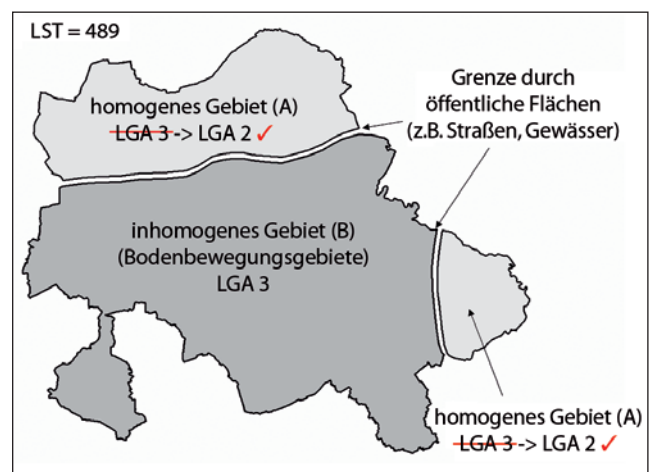 LST = 489
Grenze durch
öffentliche Flächen
(z.B. Straßen, Gewässer)
homogenes Gebiet (A)
LGA 3 -> LGA 2 ✓
inhomogenes Gebiet (B)
(Bodenbewegungsgebiete)
LGA 3
homogenes Gebiet (A)
LGA 3 -> LGA 2 ✓